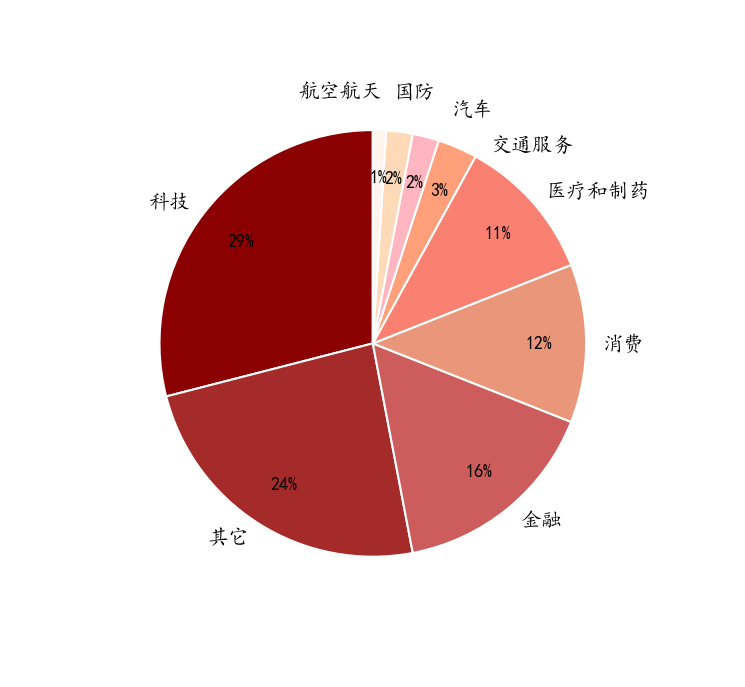 航空航天
国防
汽车
交通服务
医疗和制药
科技
1%
2%
2%
3%
11%
29%
12%
消费
24%
16%
金融
其它